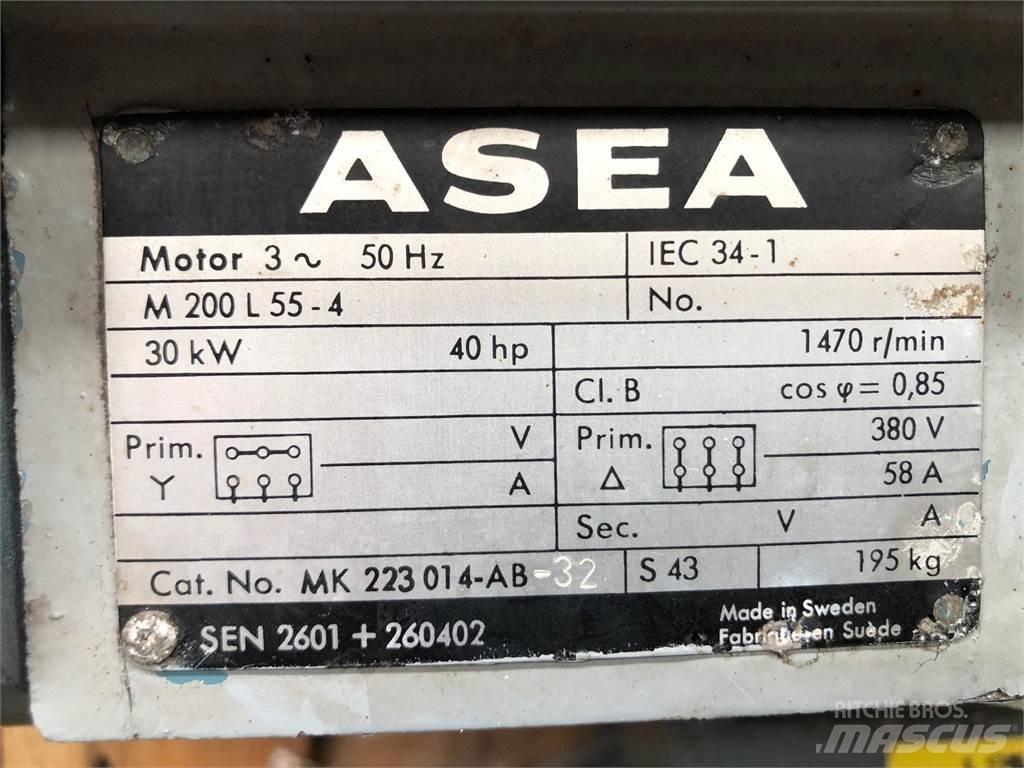 ASEA
Motor 3 ~ 50 Hz IEC 34-1
M 200 L 55-4 No.
30 kW 40 hp 1470 r/min
Cl. B cos φ = 0,85
Prim. V Prim. 380 V
Y A Δ 58 A
Sec. V A
Cat. No. MK 223 014-AB-32 S 43 195 kg
Made in Sweden
SEN 2601 + 260402 Suède
RITCHIE BROS.
MASCUS